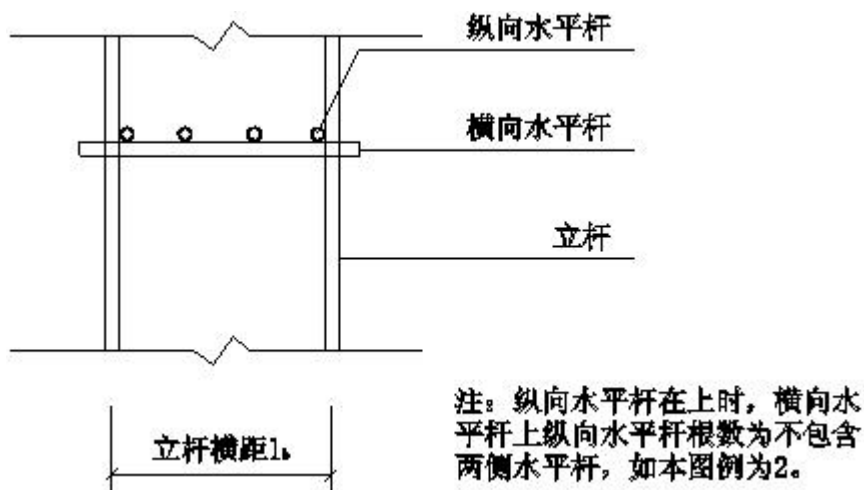 纵向水平杆
横向水平杆
立杆
立杆横距l。
注：纵向水平杆在上时，横向水
平杆上纵向水平杆根数为不包含
两侧水平杆，如本图例为2。